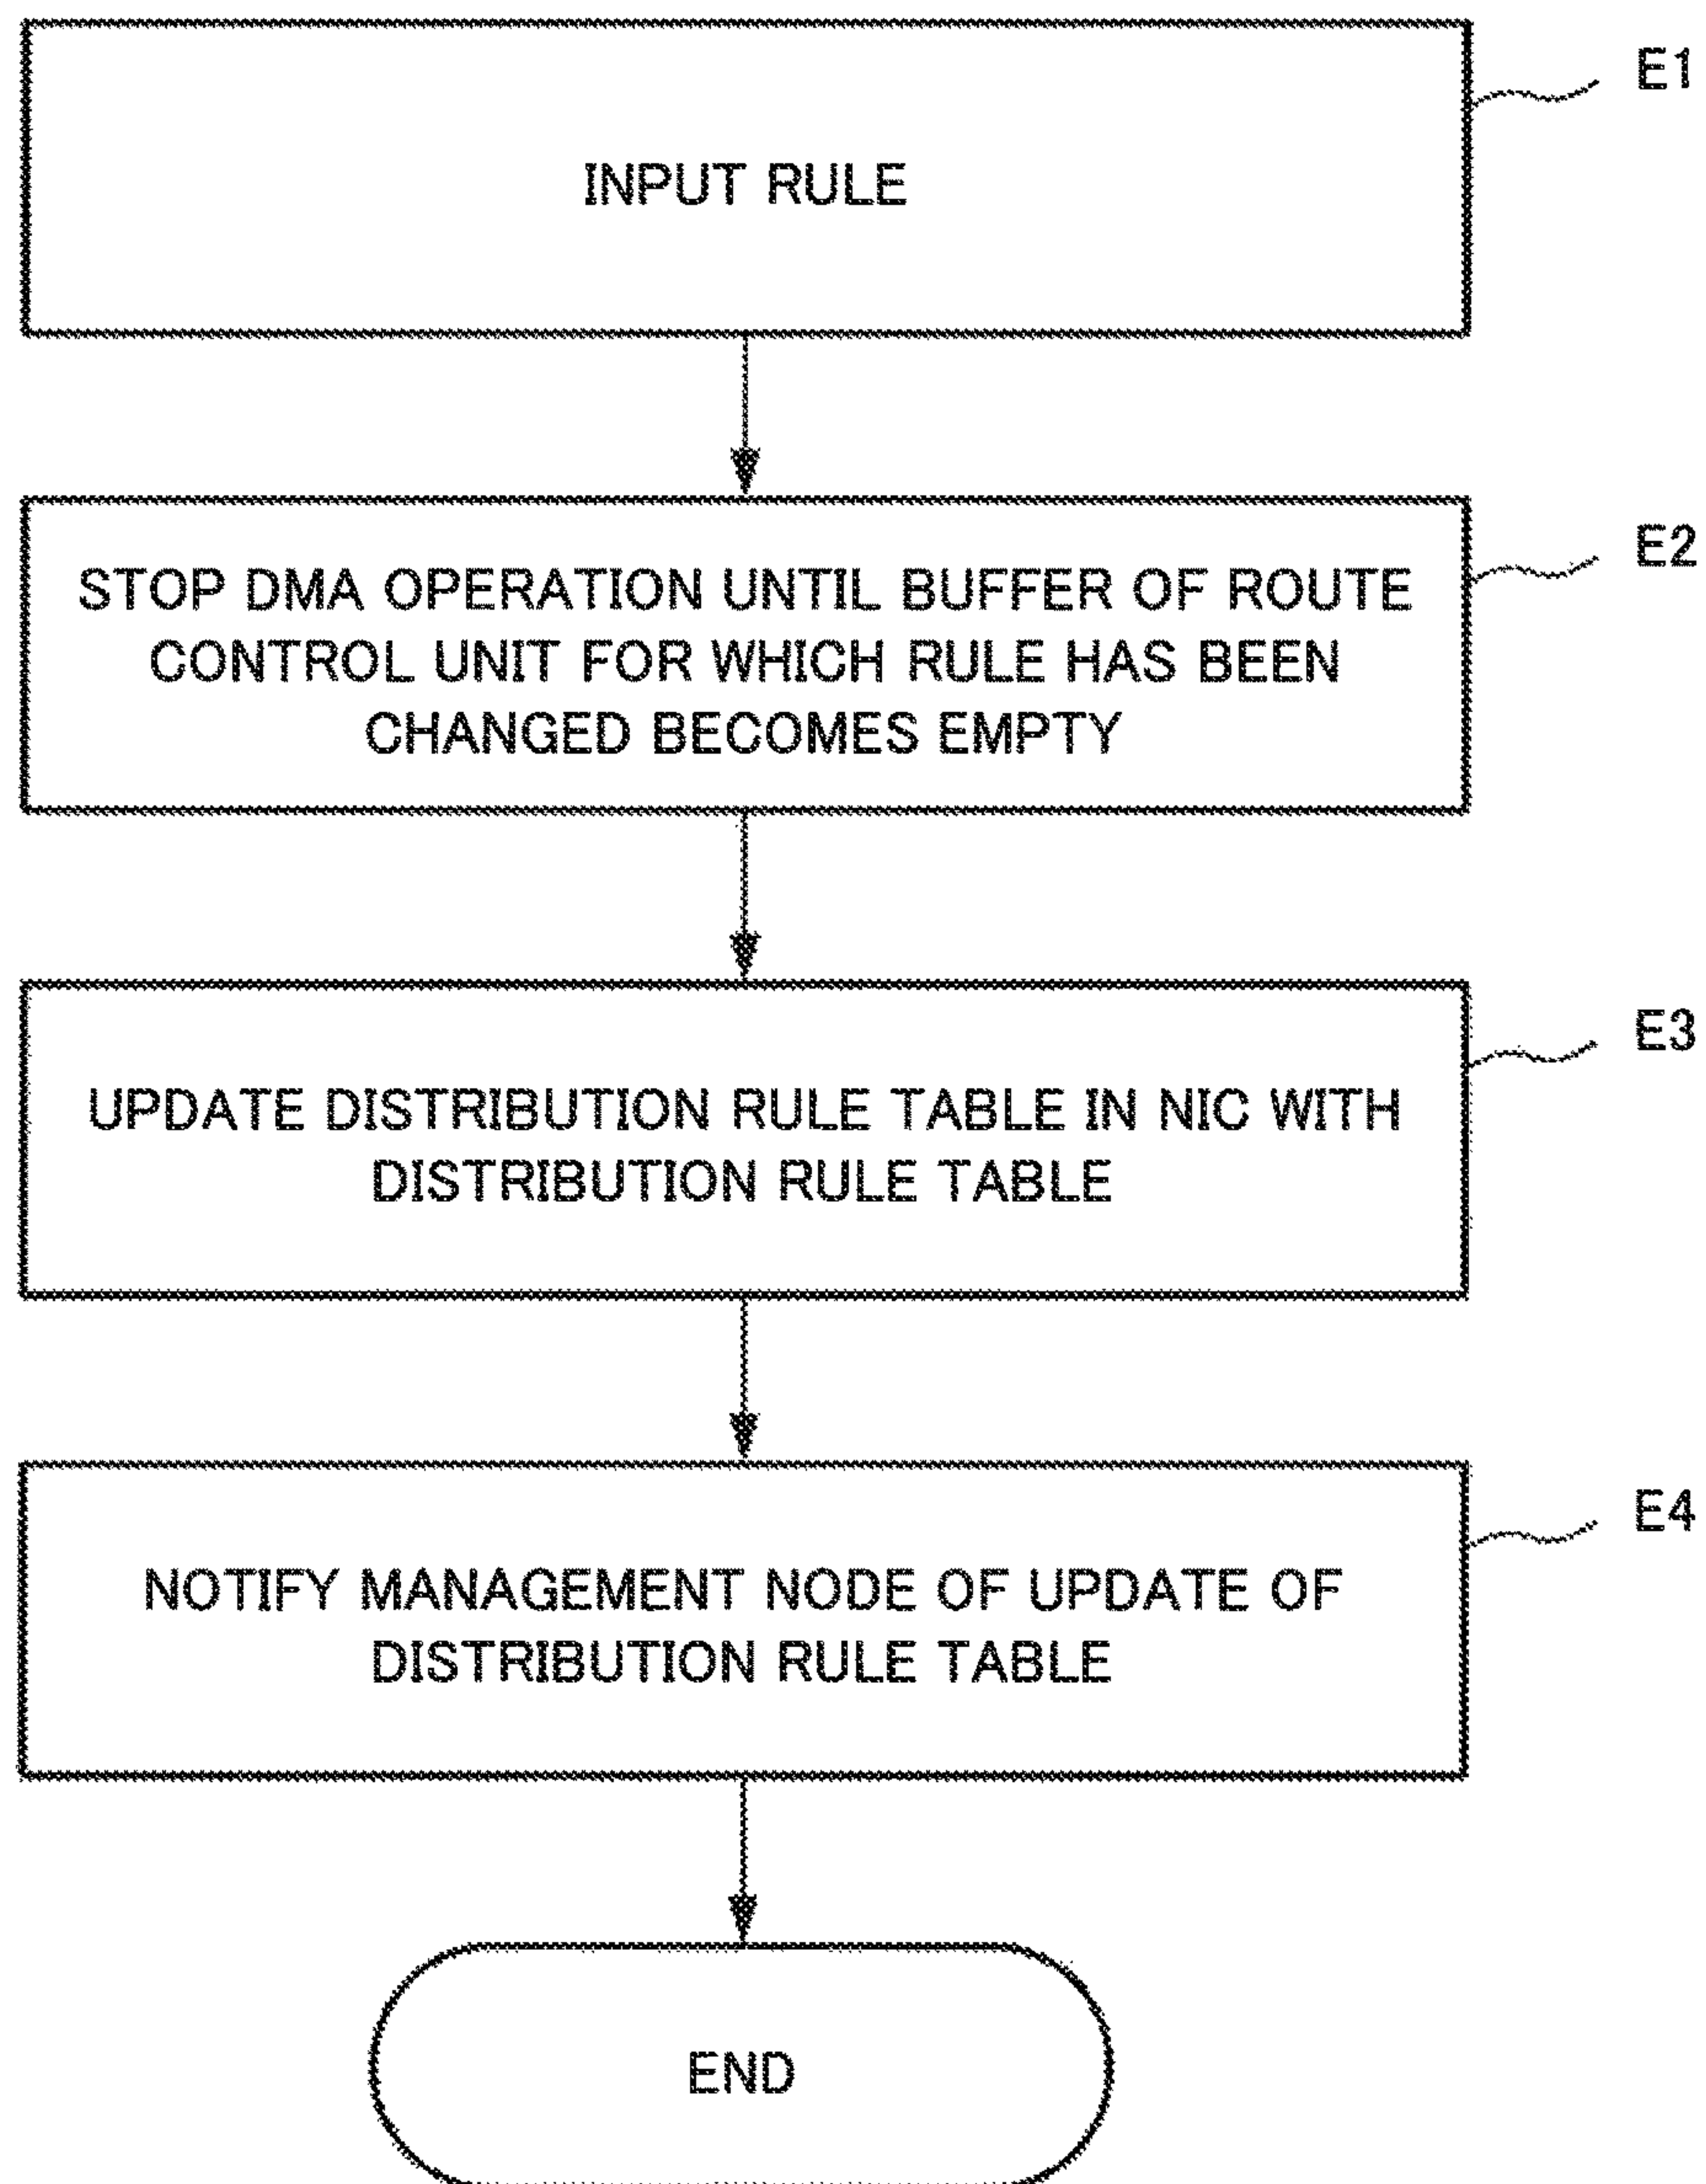 INPUT RULE
E1
STOP DMA OPERATION UNTIL BUFFER OF ROUTE
CONTROL UNIT FOR WHICH RULE HAS BEEN
CHANGED BECOMES EMPTY
E2
UPDATE DISTRIBUTION RULE TABLE IN NIC WITH
DISTRIBUTION RULE TABLE
E3
NOTIFY MANAGEMENT NODE OF UPDATE OF
DISTRIBUTION RULE TABLE
E4
END